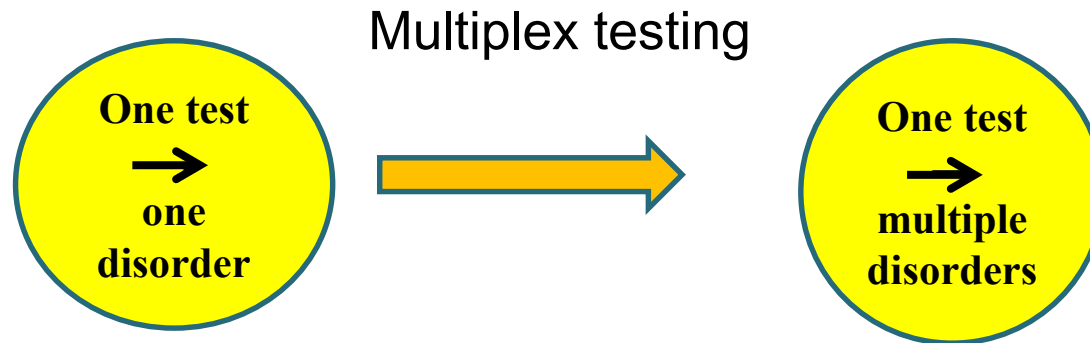 Multiplex testing
One test
one
disorder
One test
multiple
disorders